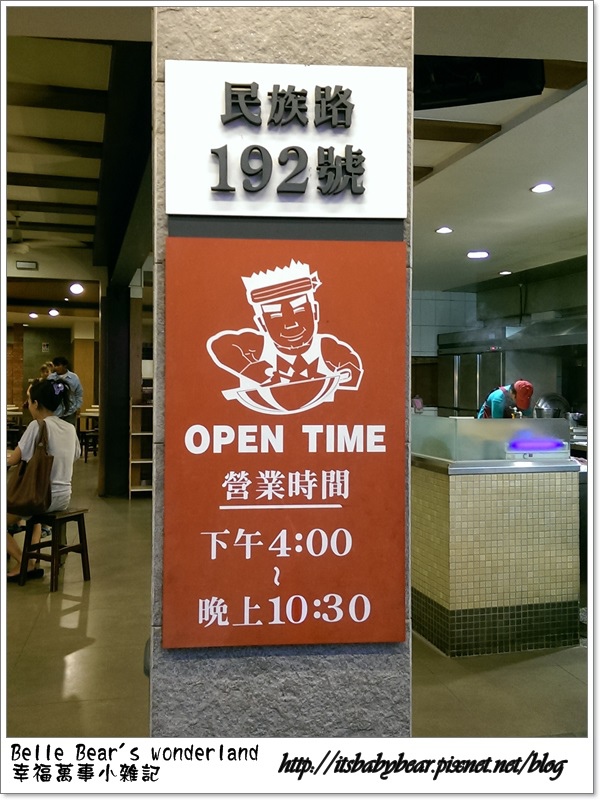 民族路
192號
OPEN TIME
營業時間
下午4:00
~
晚上10:30
Belle Bear's wonderland
幸福萬事小雜記
http://itsbabybear.pixnet.net/blog